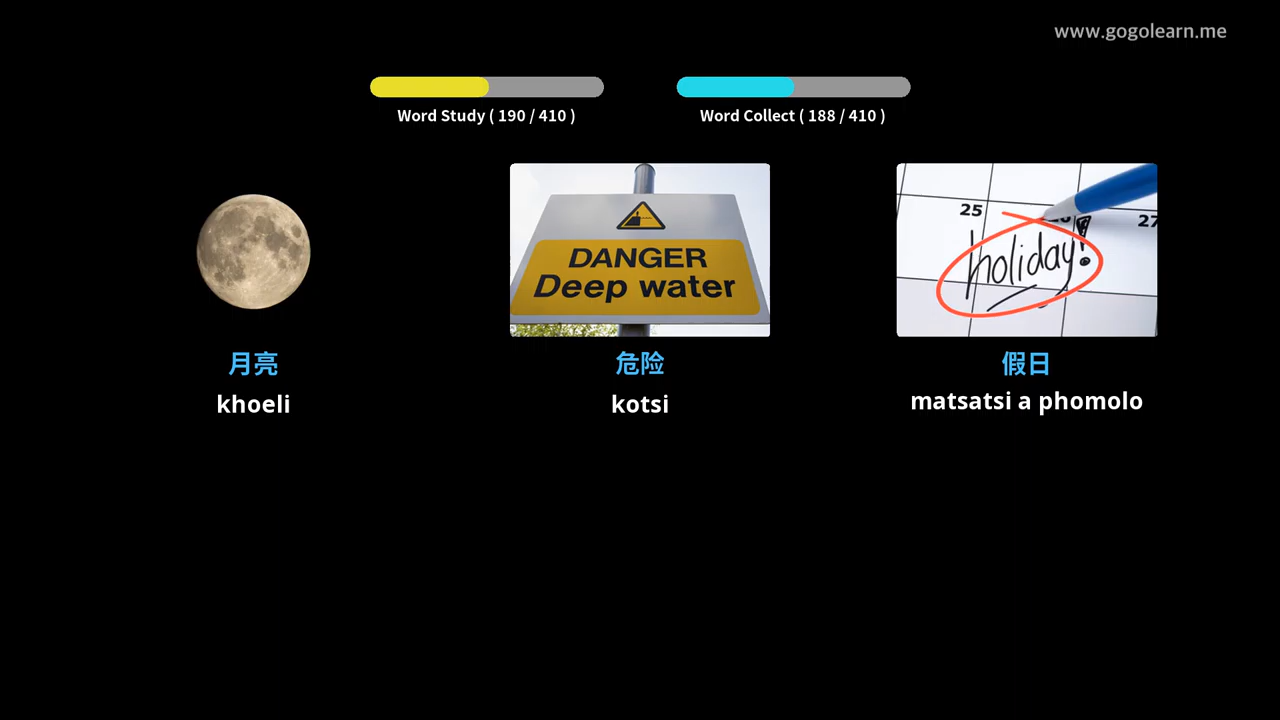 www.gogolearn.me
Word Study ( 190 / 410 )
Word Collect ( 188 / 410 )
DANGER
Deep water
25
27
holiday!
月亮
危险
假日
khoeli
kotsi
matsatsi a phomolo